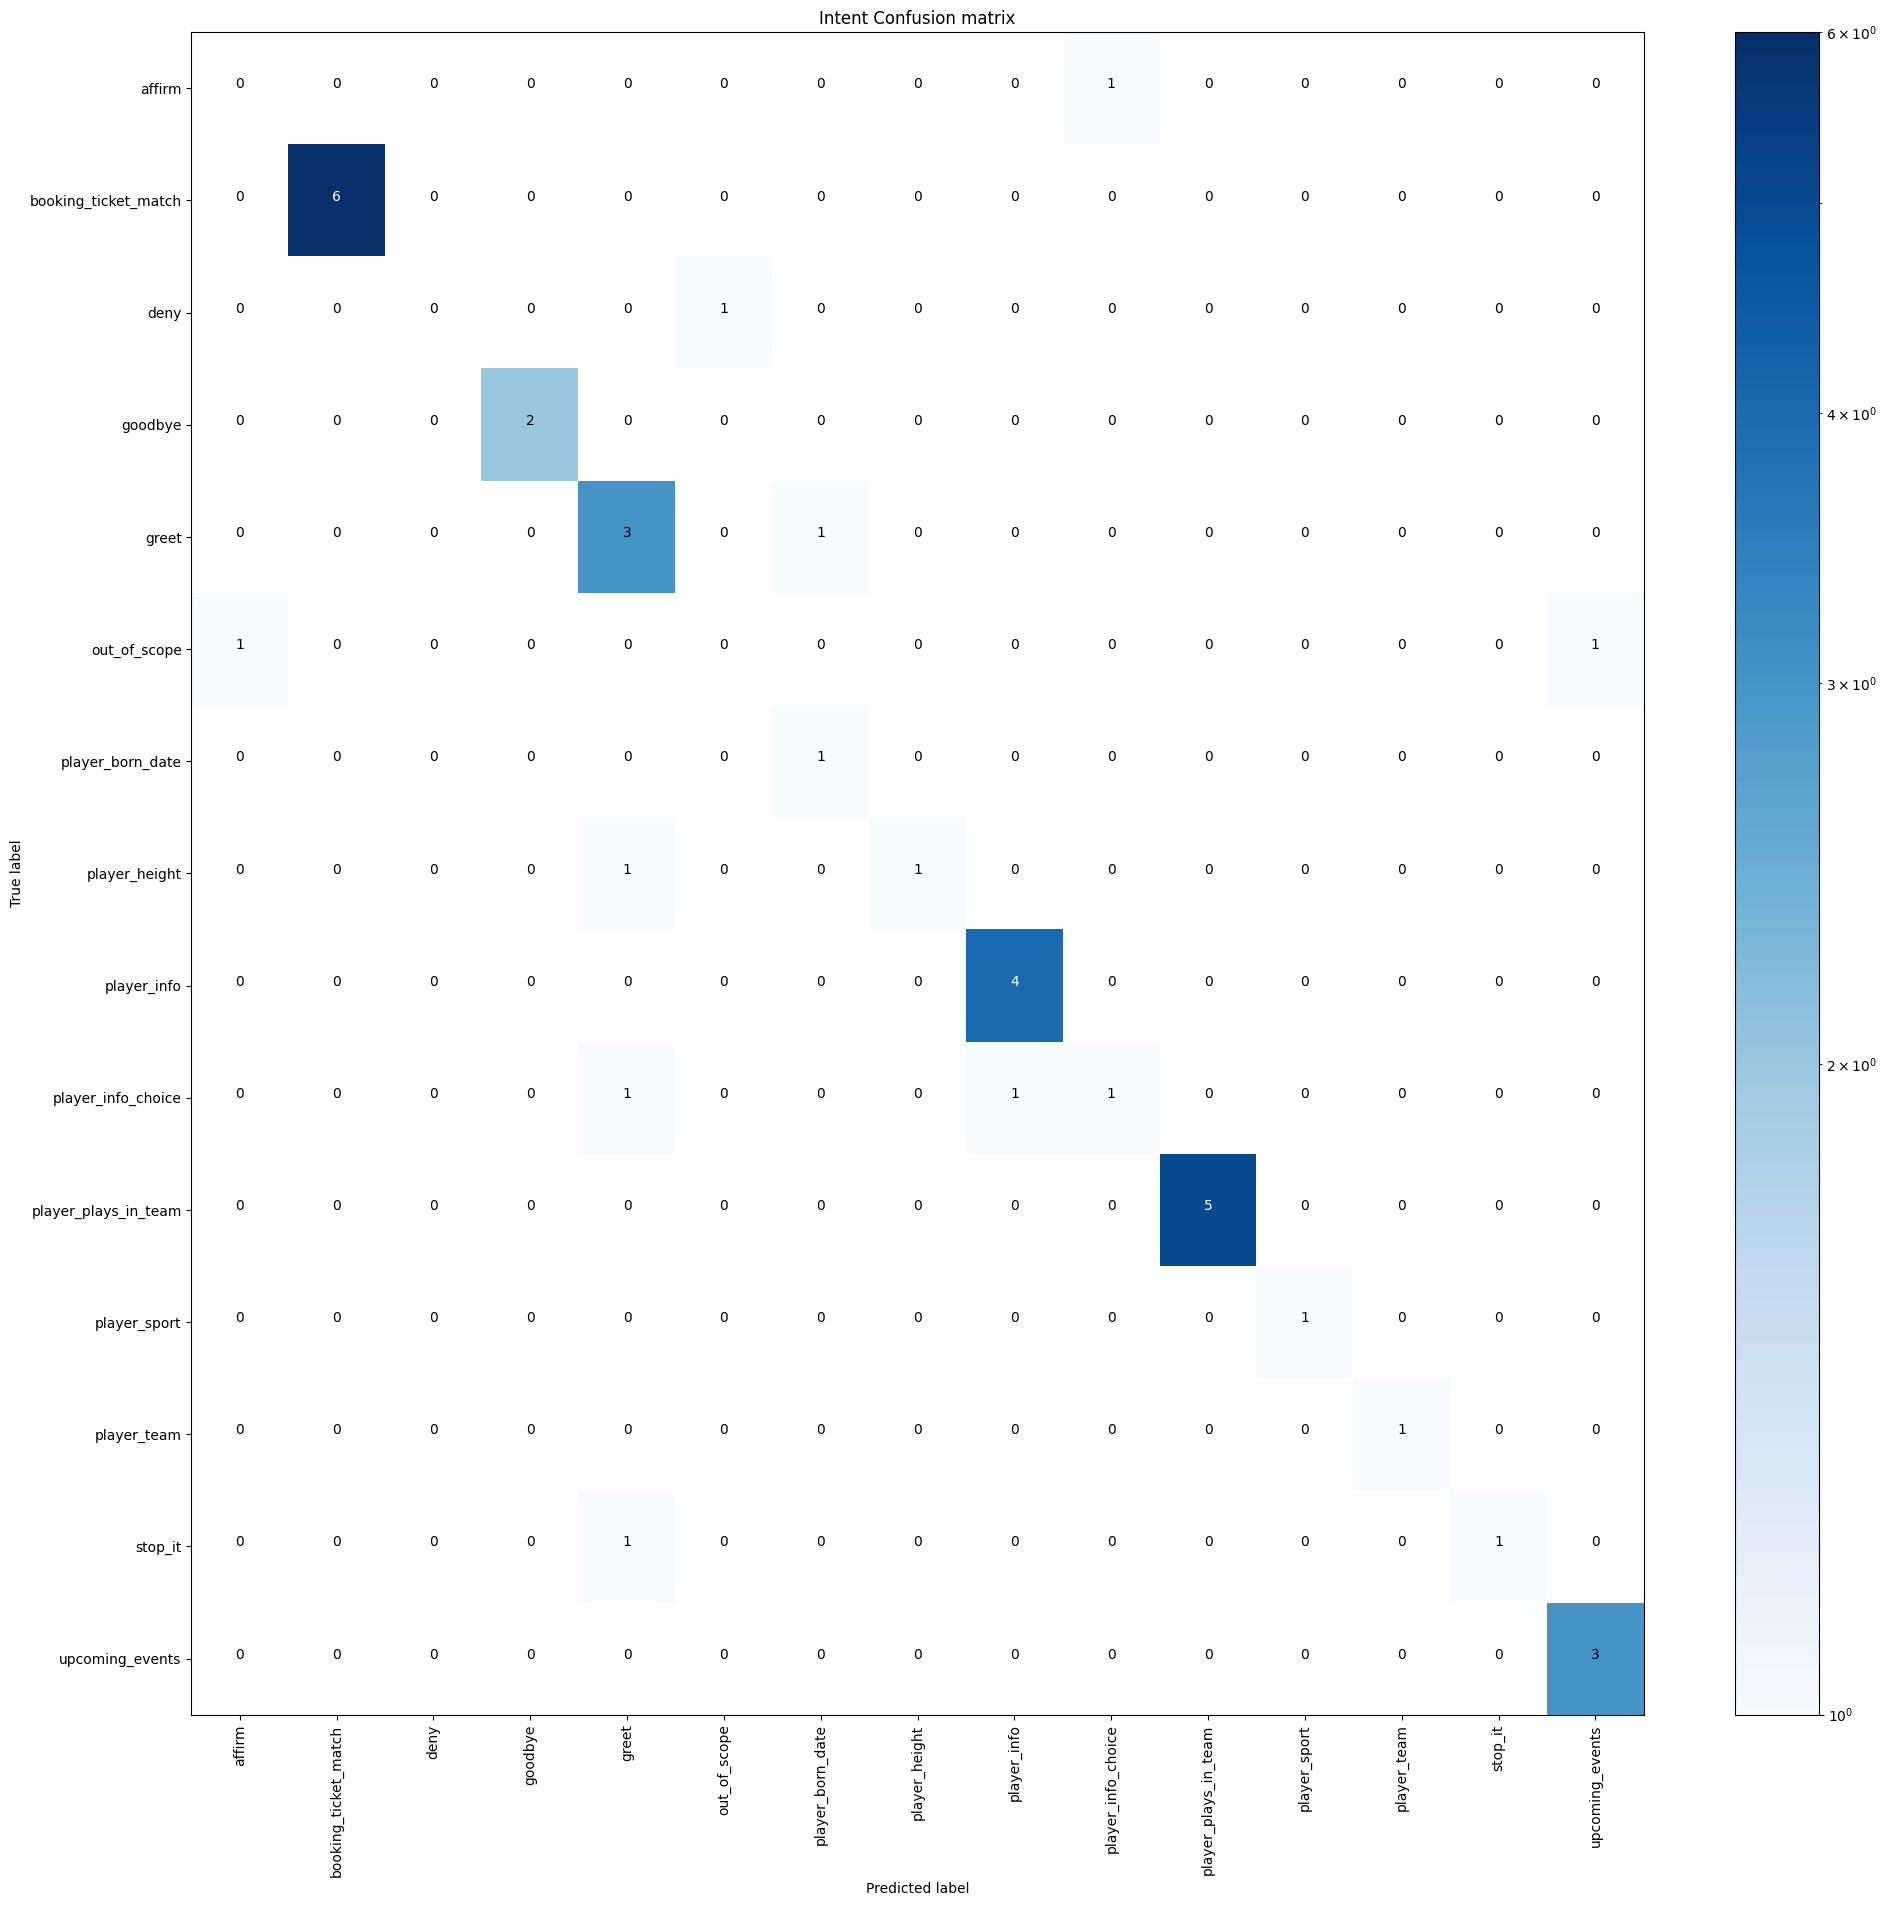 Intent Confusion matrix
affirm 0 0 0 0 0 0 0 0 0 1 0 0 0 0 0
booking_ticket_match 0 6 0 0 0 0 0 0 0 0 0 0 0 0 0
deny 0 0 0 0 0 1 0 0 0 0 0 0 0 0 0
goodbye 0 0 0 2 0 0 0 0 0 0 0 0 0 0 0
greet 0 0 0 0 3 0 1 0 0 0 0 0 0 0 0
out_of_scope 1 0 0 0 0 0 0 0 0 0 0 0 0 0 1
player_born_date 0 0 0 0 0 0 1 0 0 0 0 0 0 0 0
player_height 0 0 0 0 1 0 0 1 0 0 0 0 0 0 0
player_info 0 0 0 0 0 0 0 0 4 0 0 0 0 0 0
player_info_choice 0 0 0 0 1 0 0 0 1 1 0 0 0 0 0
player_plays_in_team 0 0 0 0 0 0 0 0 0 0 5 0 0 0 0
player_sport 0 0 0 0 0 0 0 0 0 0 0 1 0 0 0
player_team 0 0 0 0 0 0 0 0 0 0 0 0 1 0 0
stop_it 0 0 0 0 1 0 0 0 0 0 0 0 0 1 0
upcoming_events 0 0 0 0 0 0 0 0 0 0 0 0 0 0 3
True label
affirm
booking_ticket_match
deny
goodbye
greet
out_of_scope
player_born_date
player_height
player_info
player_info_choice
player_plays_in_team
player_sport
player_team
stop_it
upcoming_events
Predicted label
6 × 10⁰
4 × 10⁰
3 × 10⁰
2 × 10⁰
10⁰